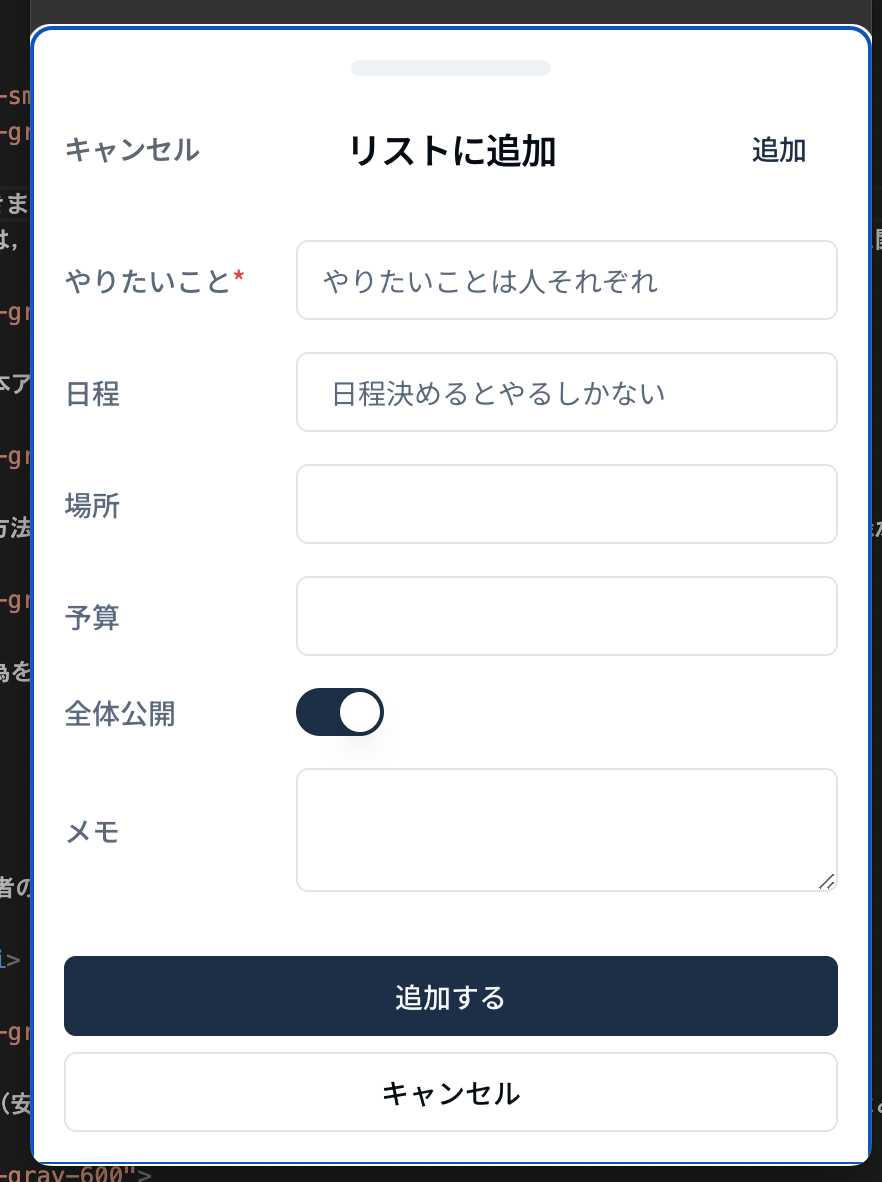 キャンセル
リストに追加
追加
やりたいこと*
やりたいことは人それぞれ
日程
日程決めるとやるしかない
場所
予算
全体公開
メモ
追加する
キャンセル
-gray-600">